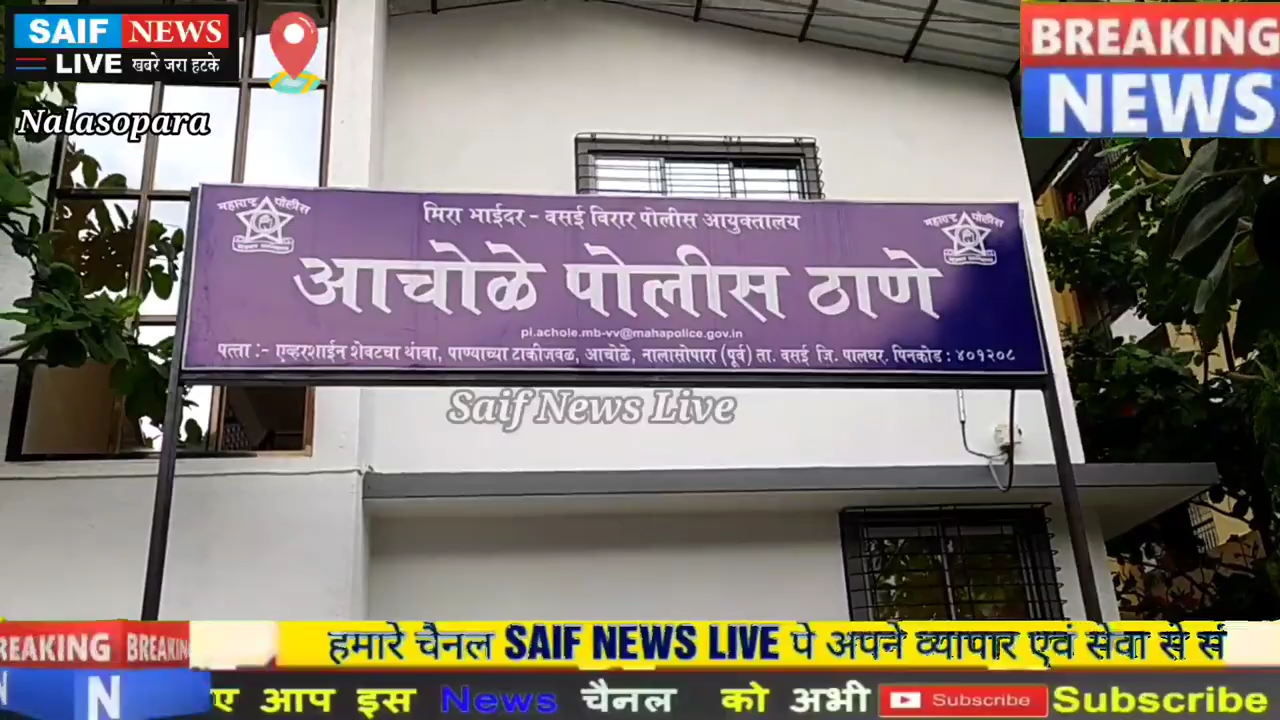 SAIF NEWS
LIVE खबरे जरा हटके
Nalasopara
BREAKING
NEWS
महाराष्ट्र पोलीस
महाराष्ट्र पोलीस
मिरा भाईंदर - वसई विरार पोलीस आयुक्तालय
आचोळे पोलीस ठाणे
pi.achole.mb-vv@mahapolice.gov.in
पत्ता :- एव्हरशाईन शेवटचा थांबा, पाण्याच्या टाकीजवळ, आचोळे, नालासोपारा (पूर्व) ता. वसई जि. पालघर. पिनकोड : ४०१२०८
Saif News Live
REAKING BREAKIN
हमारे चैनल SAIF NEWS LIVE पे अपने व्यापार एवं सेवा से सं
N
ए आप इस News चैनल को अभी Subscribe Subscribe